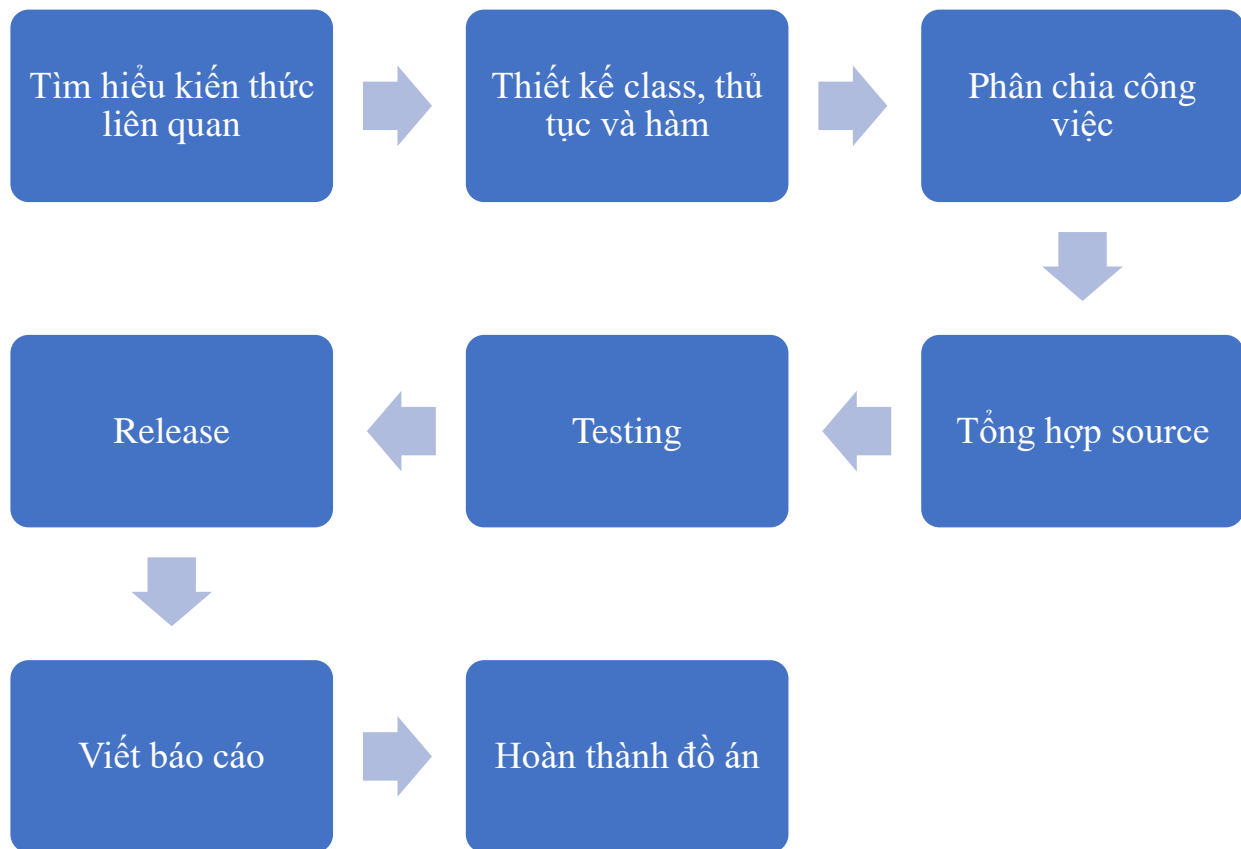 Tìm hiểu kiến thức
liên quan
Thiết kế class, thủ
tục và hàm
Phân chia công
việc
Tổng hợp source
Testing
Release
Viết báo cáo
Hoàn thành đồ án